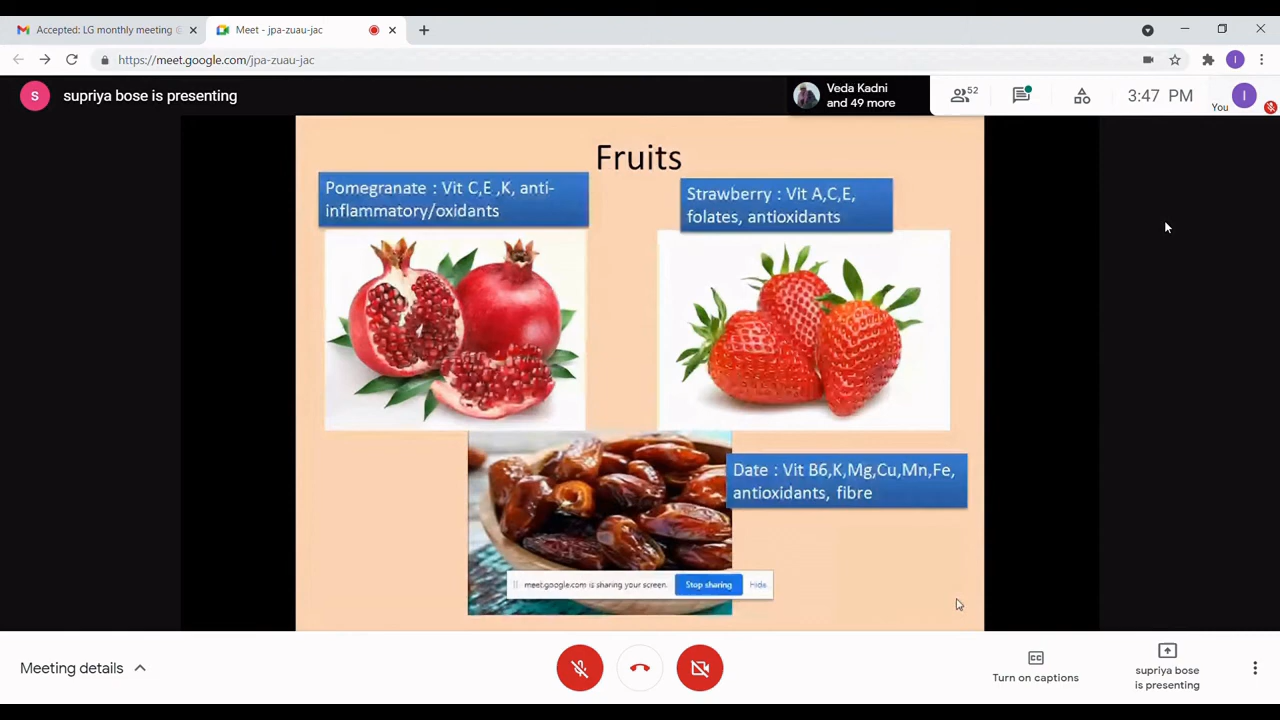 Accepted: LG monthly meeting
Meet - jpa-zuau-jac
https://meet.google.com/jpa-zuau-jac
I
S
supriya bose is presenting
Veda Kadni
and 49 more
52
3:47 PM
You
I
Fruits
Pomegranate : Vit C,E ,K, anti-
inflammatory/oxidants
Strawberry : Vit A,C,E,
folates, antioxidants
Date : Vit B6,K,Mg,Cu,Mn,Fe,
antioxidants, fibre
meet.google.com is sharing your screen.
Stop sharing
Hide
Meeting details
CC
Turn on captions
supriya bose
is presenting